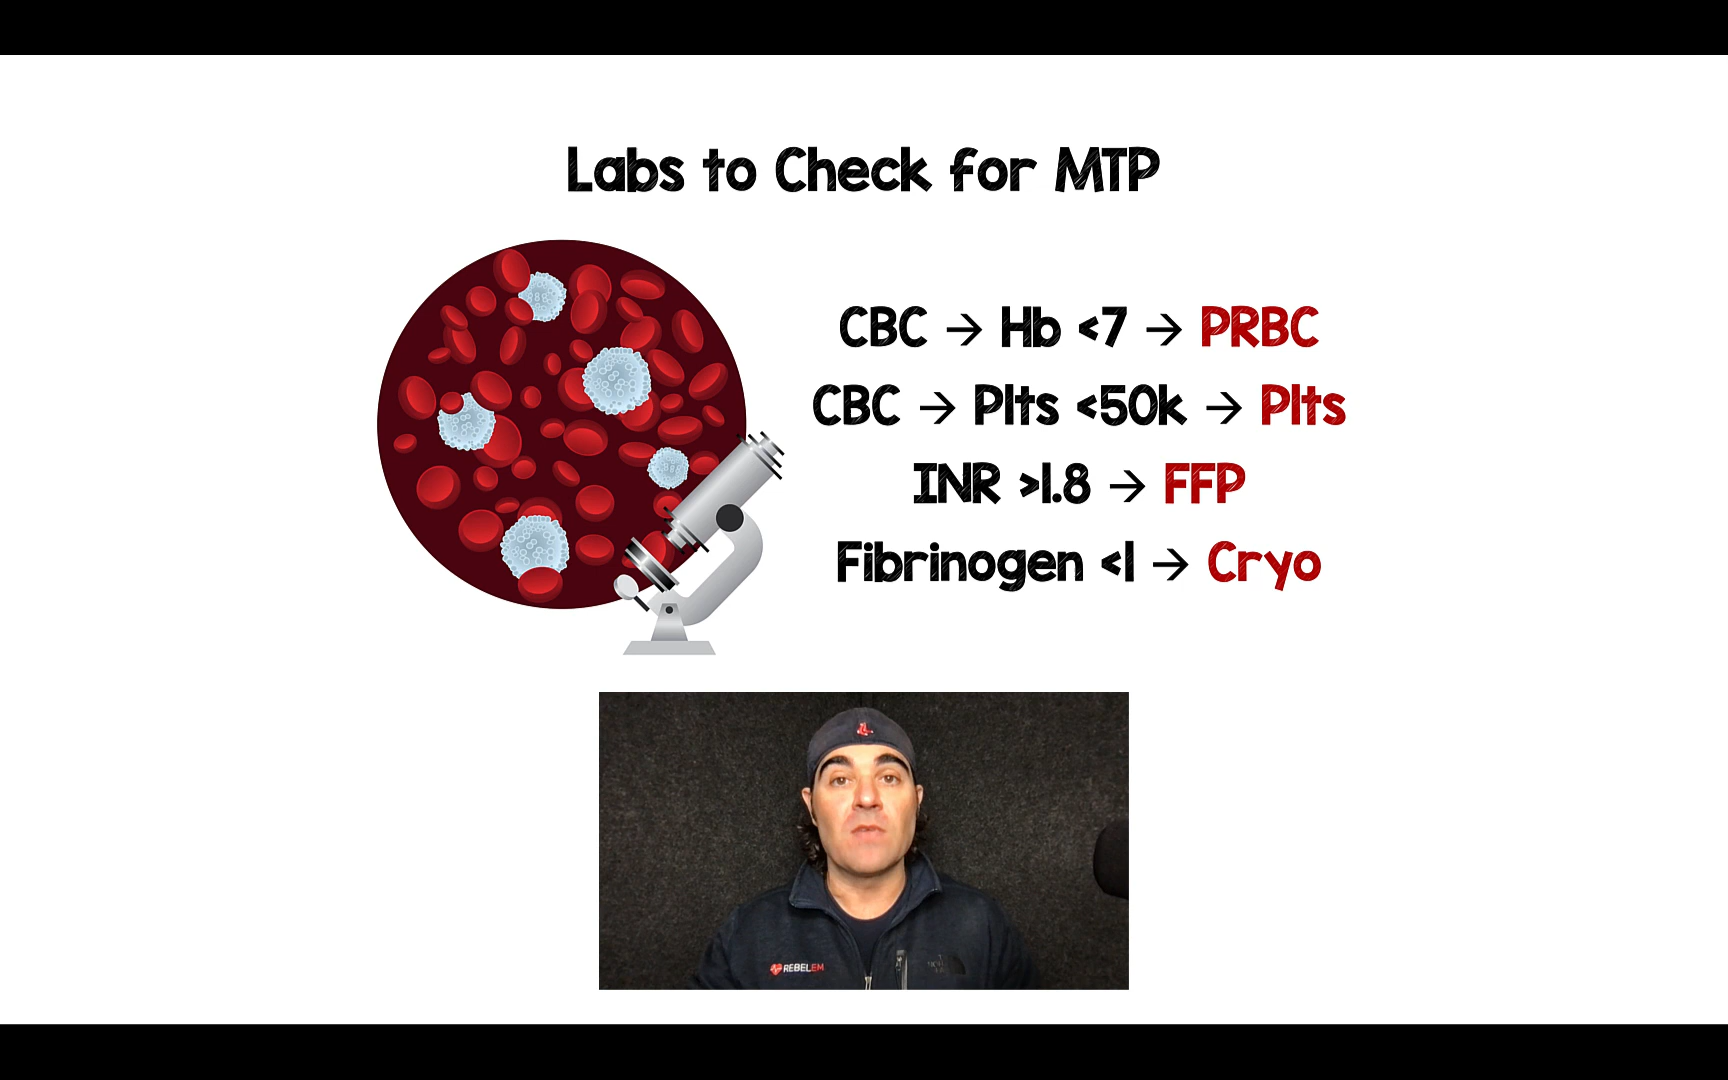 Labs to Check for MTP
CBC → Hb <7 → PRBC
CBC → Plts <50k → Plts
INR >1.8 → FFP
Fibrinogen <1 → Cryo
REBELEM